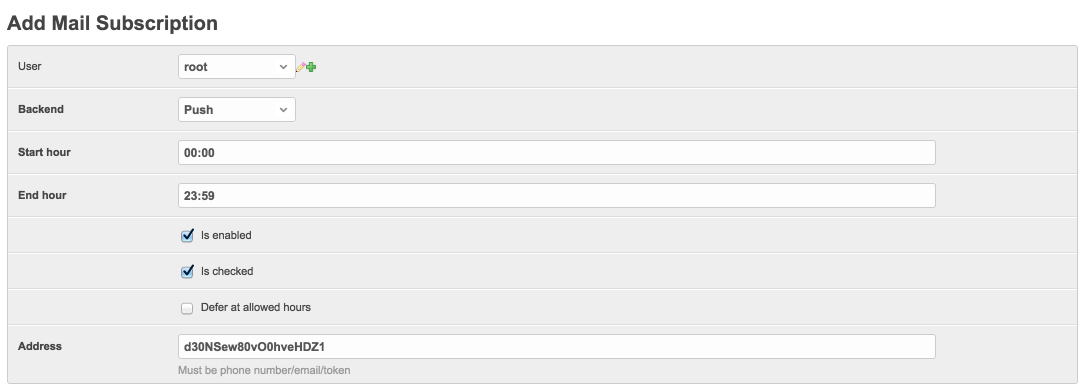 Add Mail Subscription
User root
Backend Push
Start hour 00:00
End hour 23:59
Is enabled
Is checked
Defer at allowed hours
Address d30NSew80vO0hveHDZ1
Must be phone number/email/token